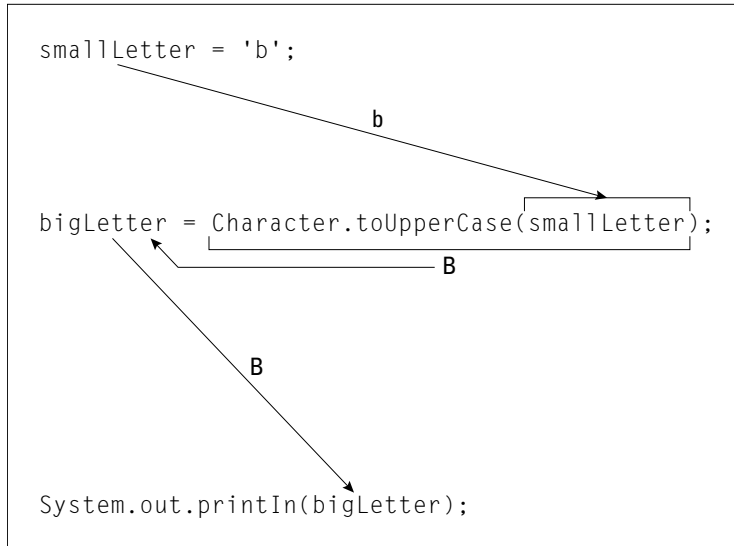 smallLetter = 'b';
b
bigLetter = Character.toUpperCase(smallLetter);
B
B
System.out.printIn(bigLetter);